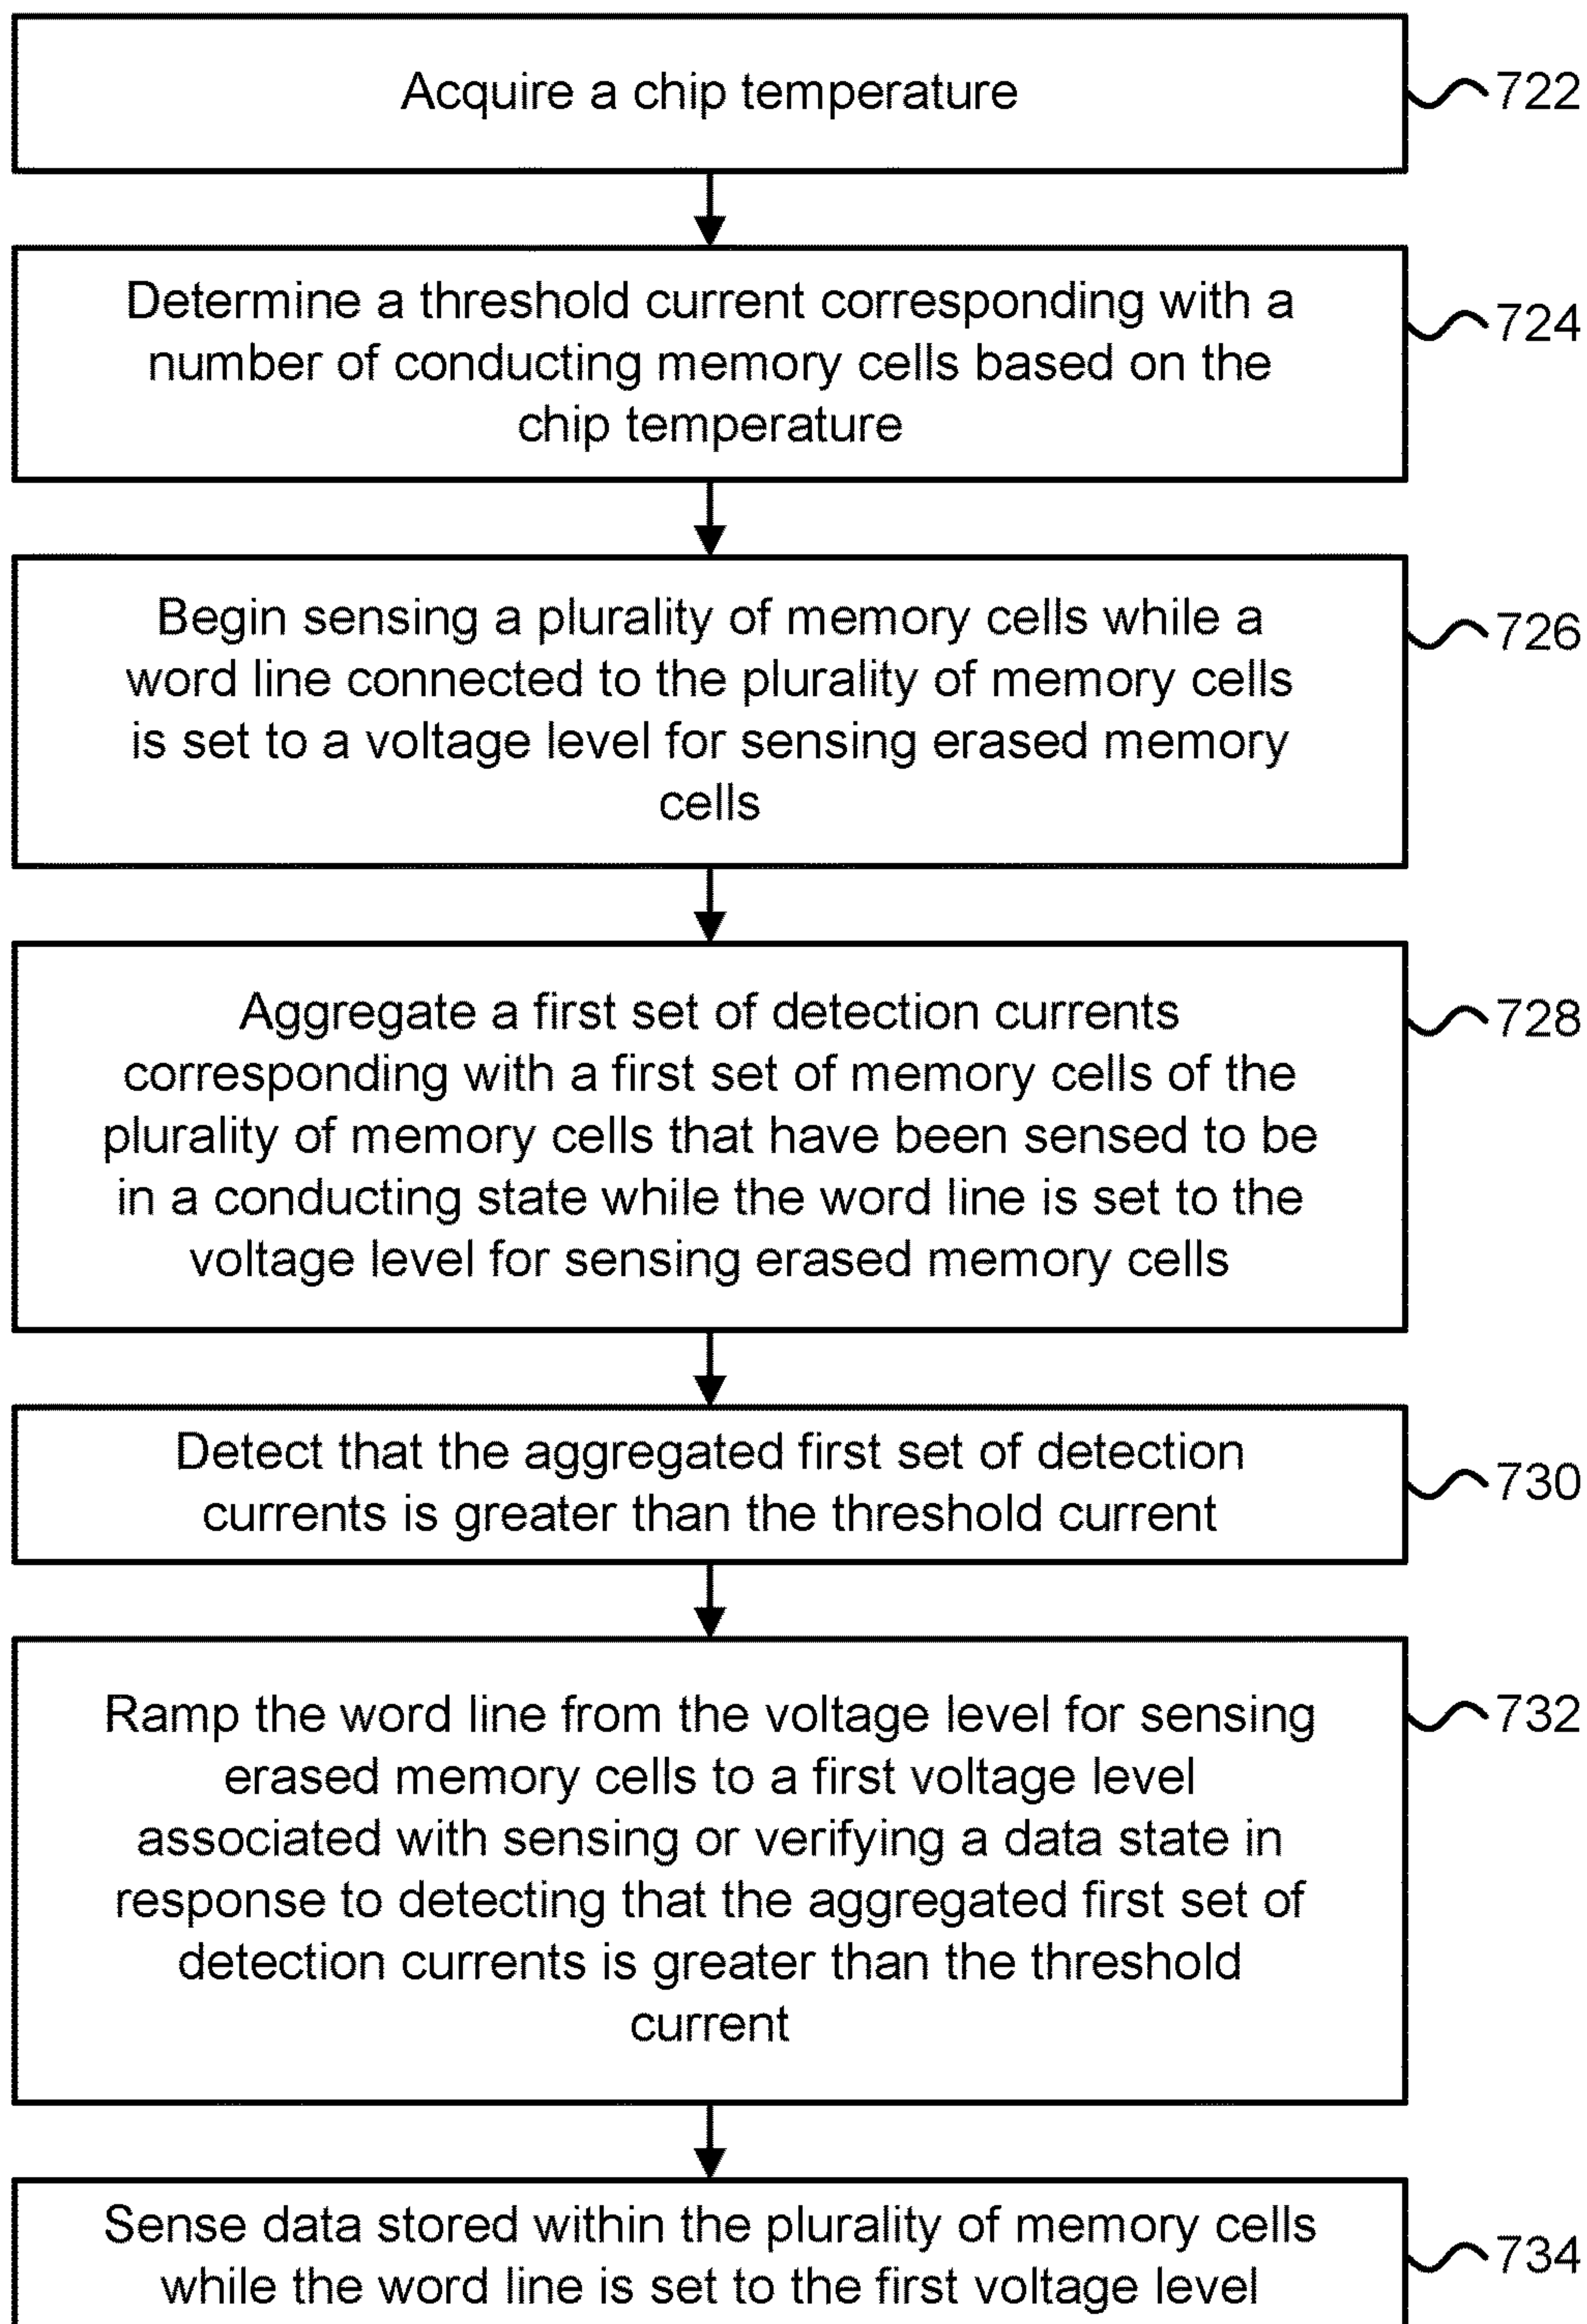 Acquire a chip temperature
722
Determine a threshold current corresponding with a
number of conducting memory cells based on the
chip temperature
724
Begin sensing a plurality of memory cells while a
word line connected to the plurality of memory cells
is set to a voltage level for sensing erased memory
cells
726
Aggregate a first set of detection currents
corresponding with a first set of memory cells of the
plurality of memory cells that have been sensed to be
in a conducting state while the word line is set to the
voltage level for sensing erased memory cells
728
Detect that the aggregated first set of detection
currents is greater than the threshold current
730
Ramp the word line from the voltage level for sensing
erased memory cells to a first voltage level
associated with sensing or verifying a data state in
response to detecting that the aggregated first set of
detection currents is greater than the threshold
current
732
Sense data stored within the plurality of memory cells
while the word line is set to the first voltage level
734